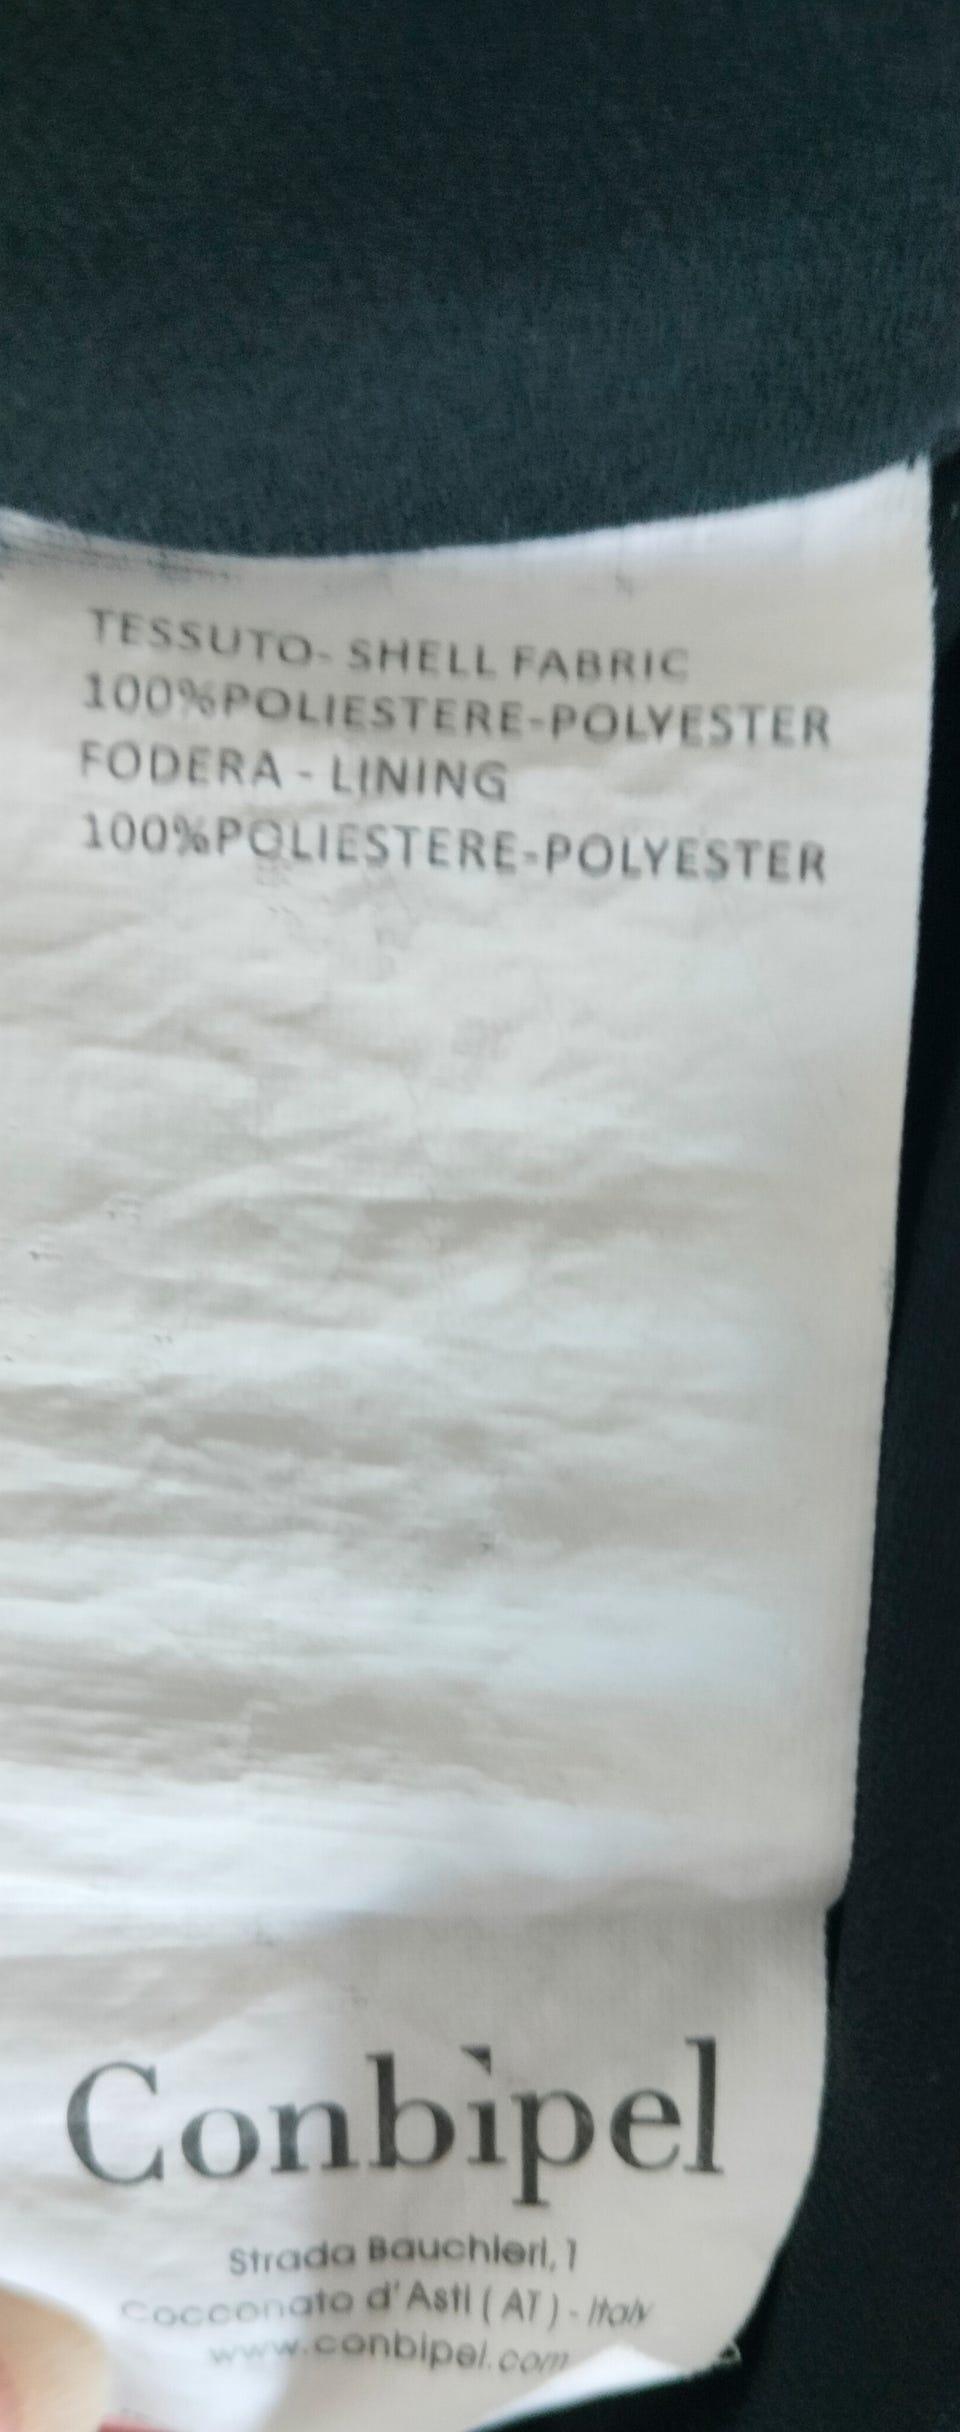 TESSUTO- SHELL FABRIC
100%POLIESTERE-POLYESTER
FODERA - LINING
100%POLIESTERE-POLYESTER
Conbipel
Strada Bauchieri, 1
Cocconato d'Asti ( AT ) - Italy
www.conbipel.com